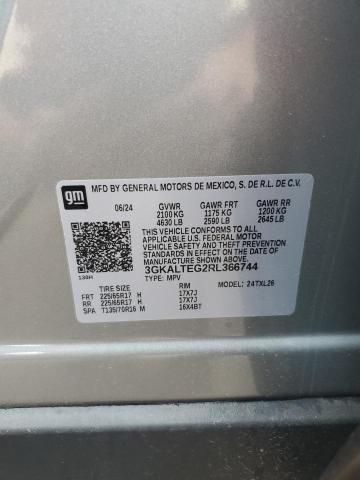 gm
MFD BY GENERAL MOTORS DE MEXICO, S. DE R.L. DE C.V.
06/24 GVWR GAWR FRT GAWR RR
2100 KG 1175 KG 1200 KG
4630 LB 2590 LB 2645 LB
THIS VEHICLE CONFORMS TO ALL
APPLICABLE U.S. FEDERAL MOTOR
VEHICLE SAFETY AND THEFT
PREVENTION STANDARDS IN EFFECT
ON THE DATE OF MANUFACTURE
SHOWN ABOVE.
3GKALTEG2RL366744
TYPE: MPV
MODEL: 24TXL26
TIRE SIZE RIM
FRT 225/65R17 H 17X7J
RR 225/65R17 H 17X7J
SPA T135/70R16 M 16X4BT